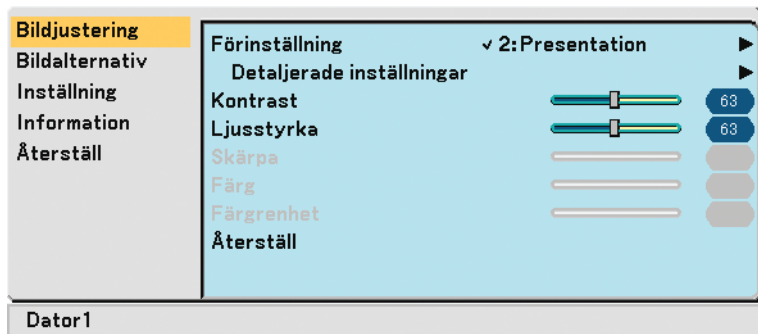 Bildjustering
Bildalternativ
Inställning
Information
Återställ
Förinställning ✓ 2:Presentation
Detaljerade inställningar
Kontrast 63
Ljusstyrka 63
Skärpa
Färg
Färgrenhet
Återställ
Dator1